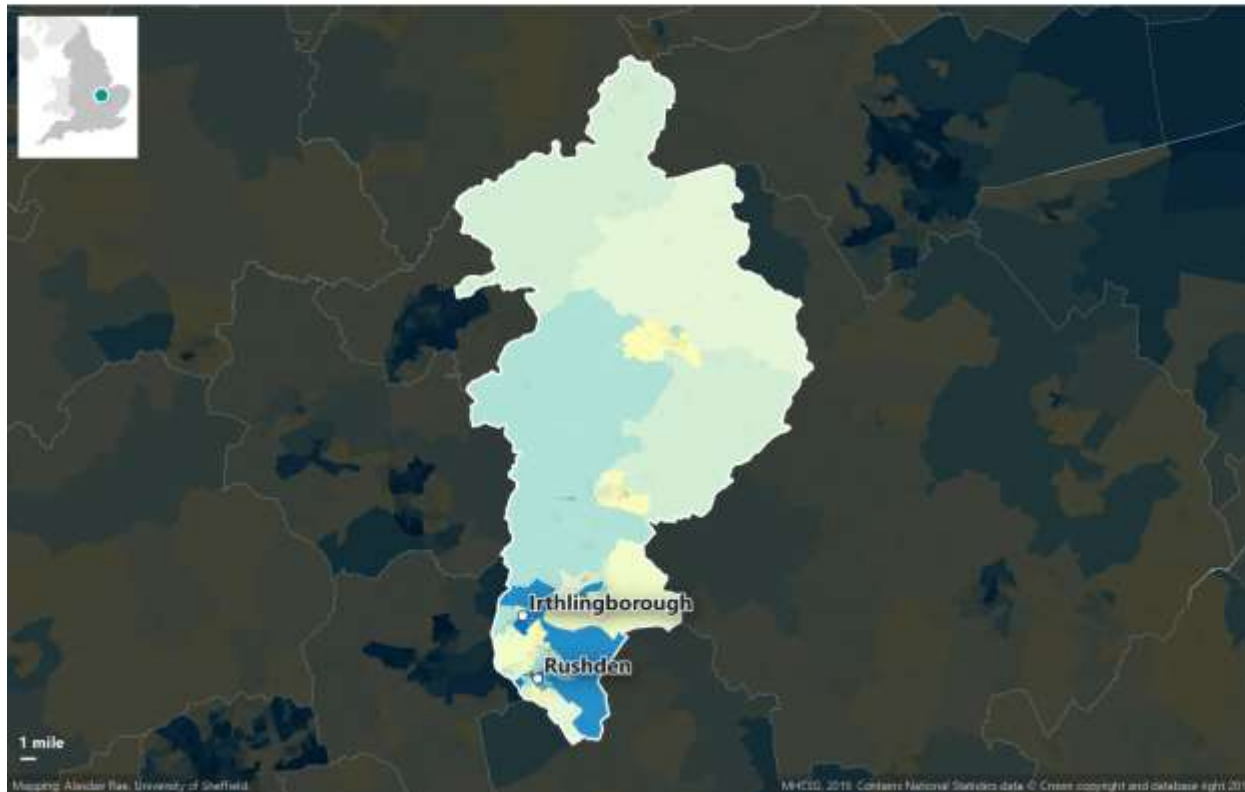 Irthlingborough
Rushden
1 mile
Mapping: Alasdair Rae, University of Sheffield.
MHCLG, 2019. Contains National Statistics data © Crown copyright and database right 201